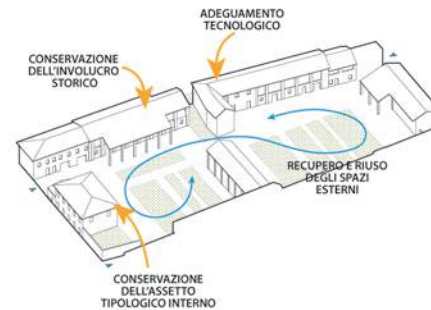 ADEGUAMENTO
TECNOLOGICO
CONSERVAZIONE
DELL'INVOLUCRO
STORICO
RECUPERO E RIUSO
DEGLI SPAZI
ESTERNI
CONSERVAZIONE
DELL'ASSETTO
TIPOLOGICO INTERNO